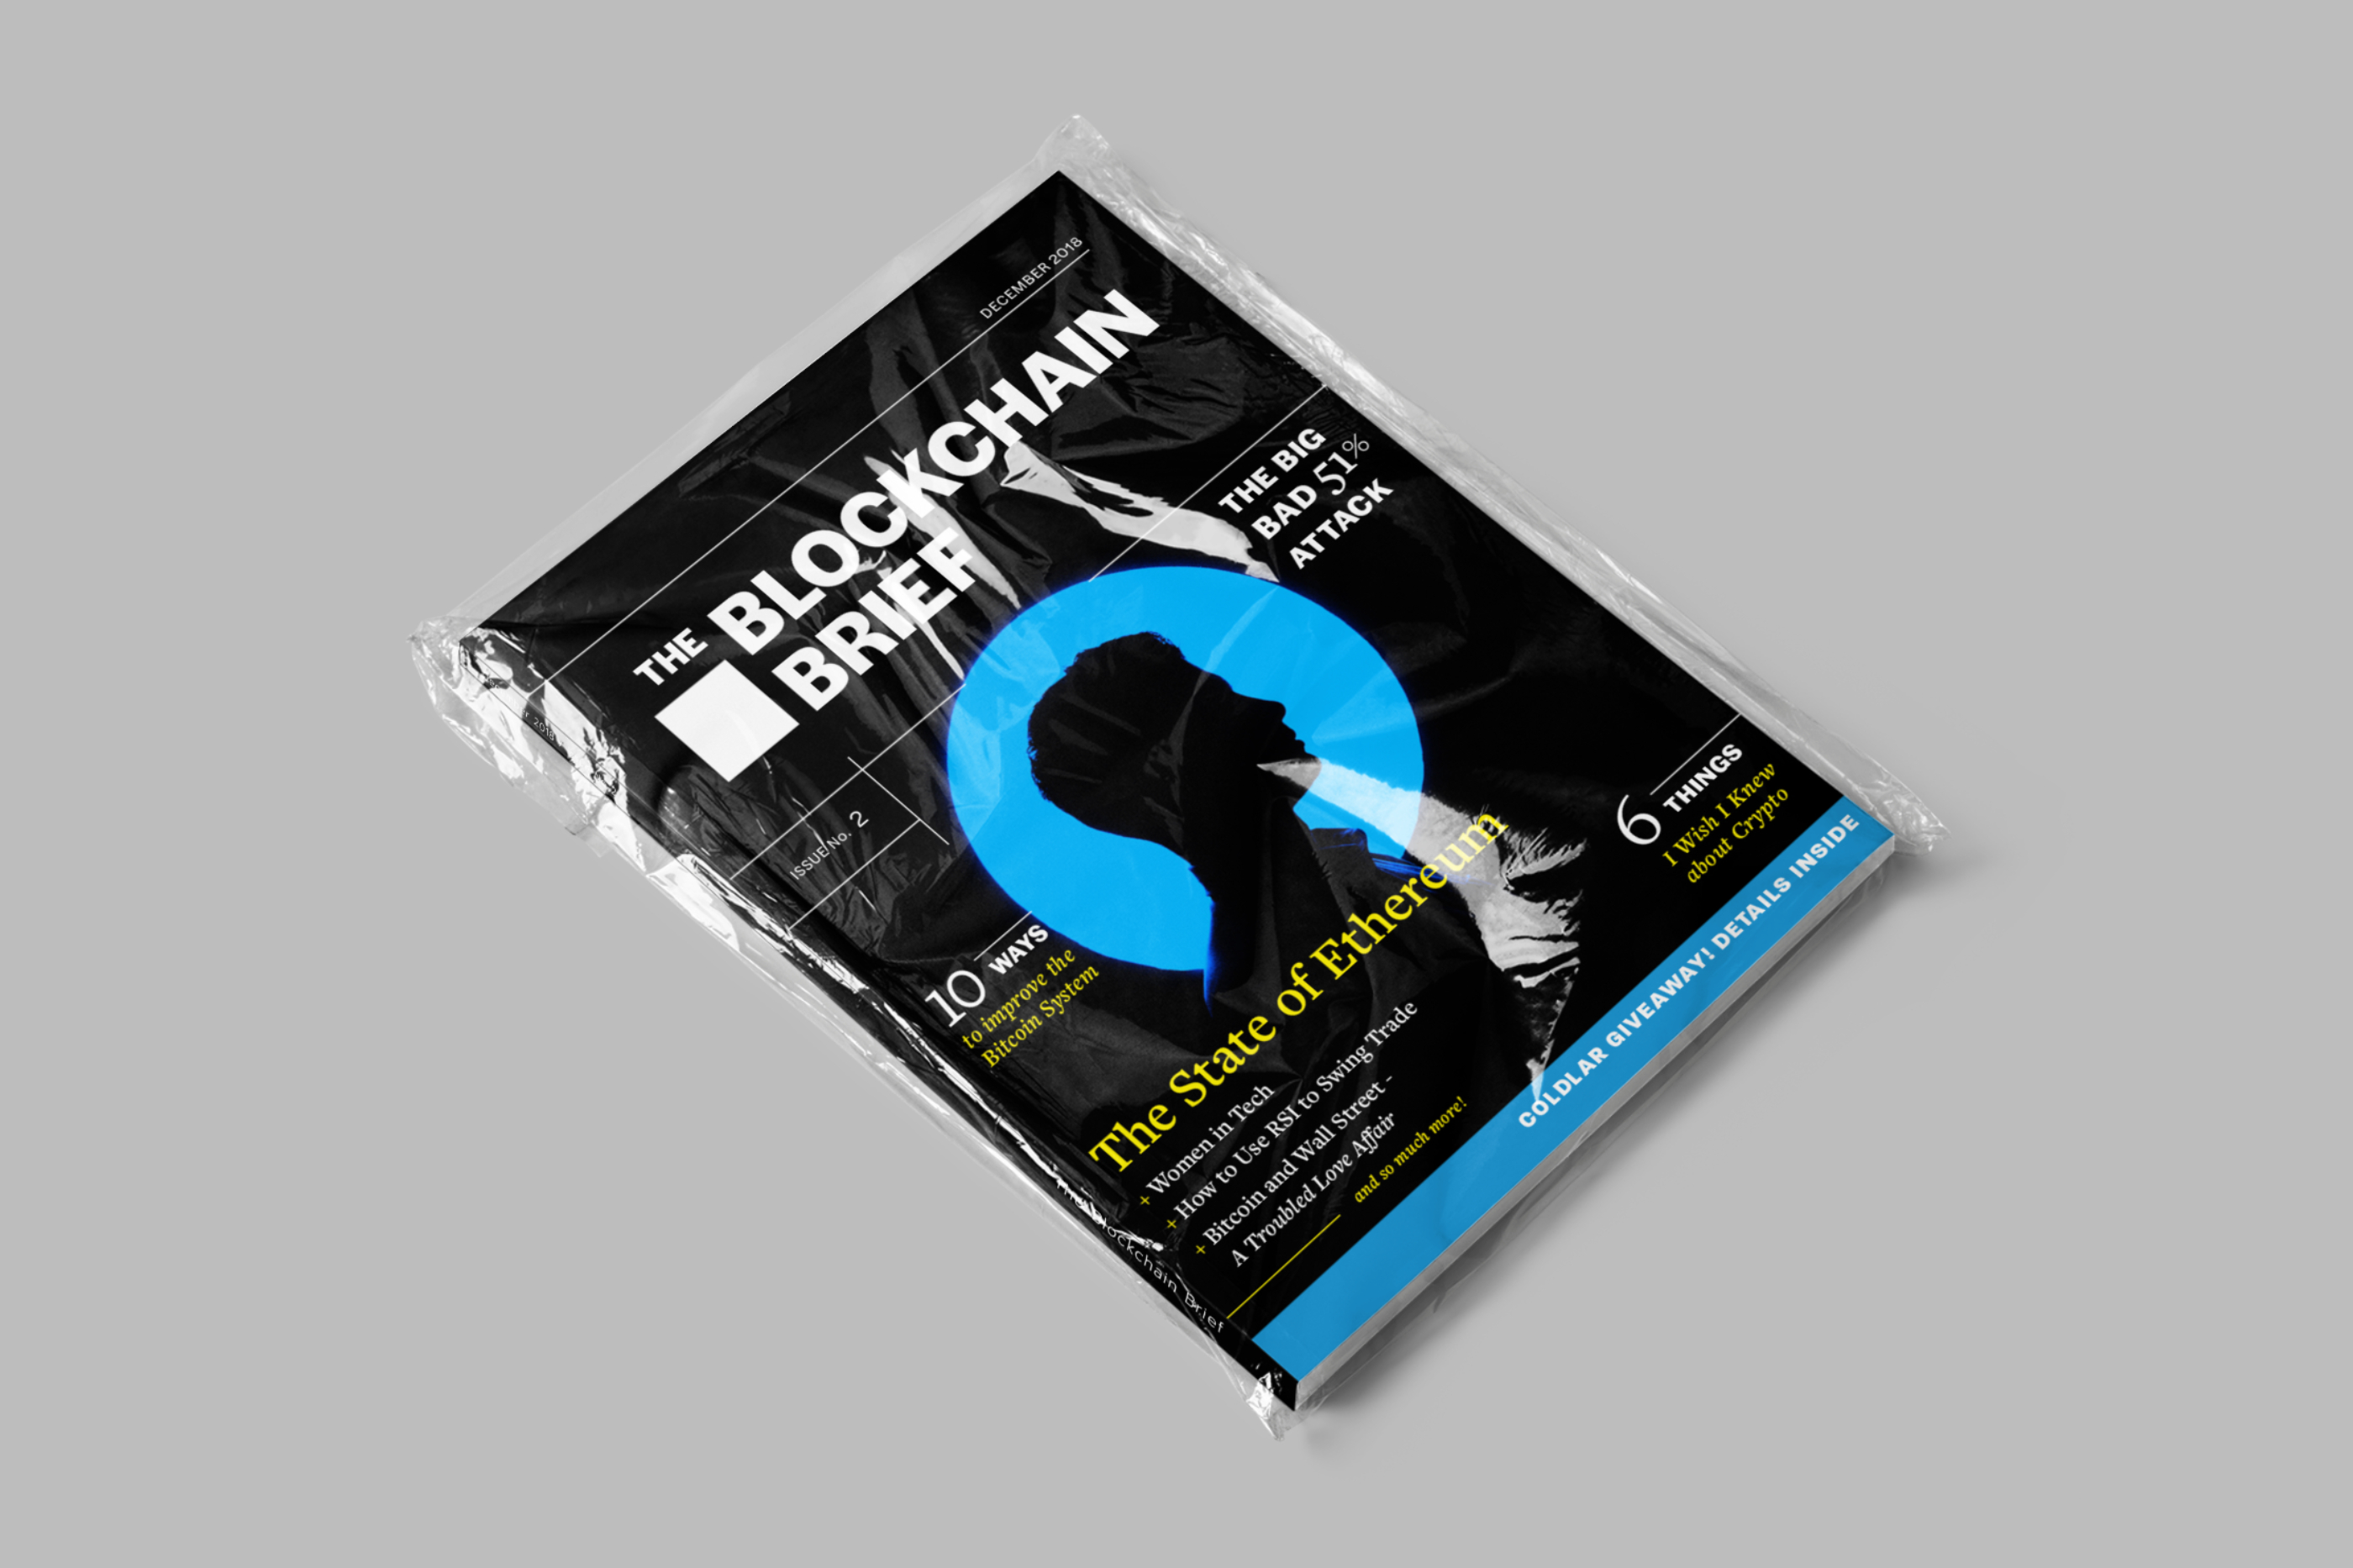 DECEMBER 2018
THE BLOCKCHAIN
BRIEF
ISSUE No. 2
THE BIG
BAD 51%
ATTACK
6 THINGS
I Wish I Knew
about Crypto
10 WAYS
to improve the
Bitcoin System
The State of Ethereum
+ Women in Tech
+ How to Use RSI to Swing Trade
+ Bitcoin and Wall Street -
A Troubled Love Affair
and so much more!
COLDLAR GIVEAWAY! DETAILS INSIDE
2018
The Blockchain Brief